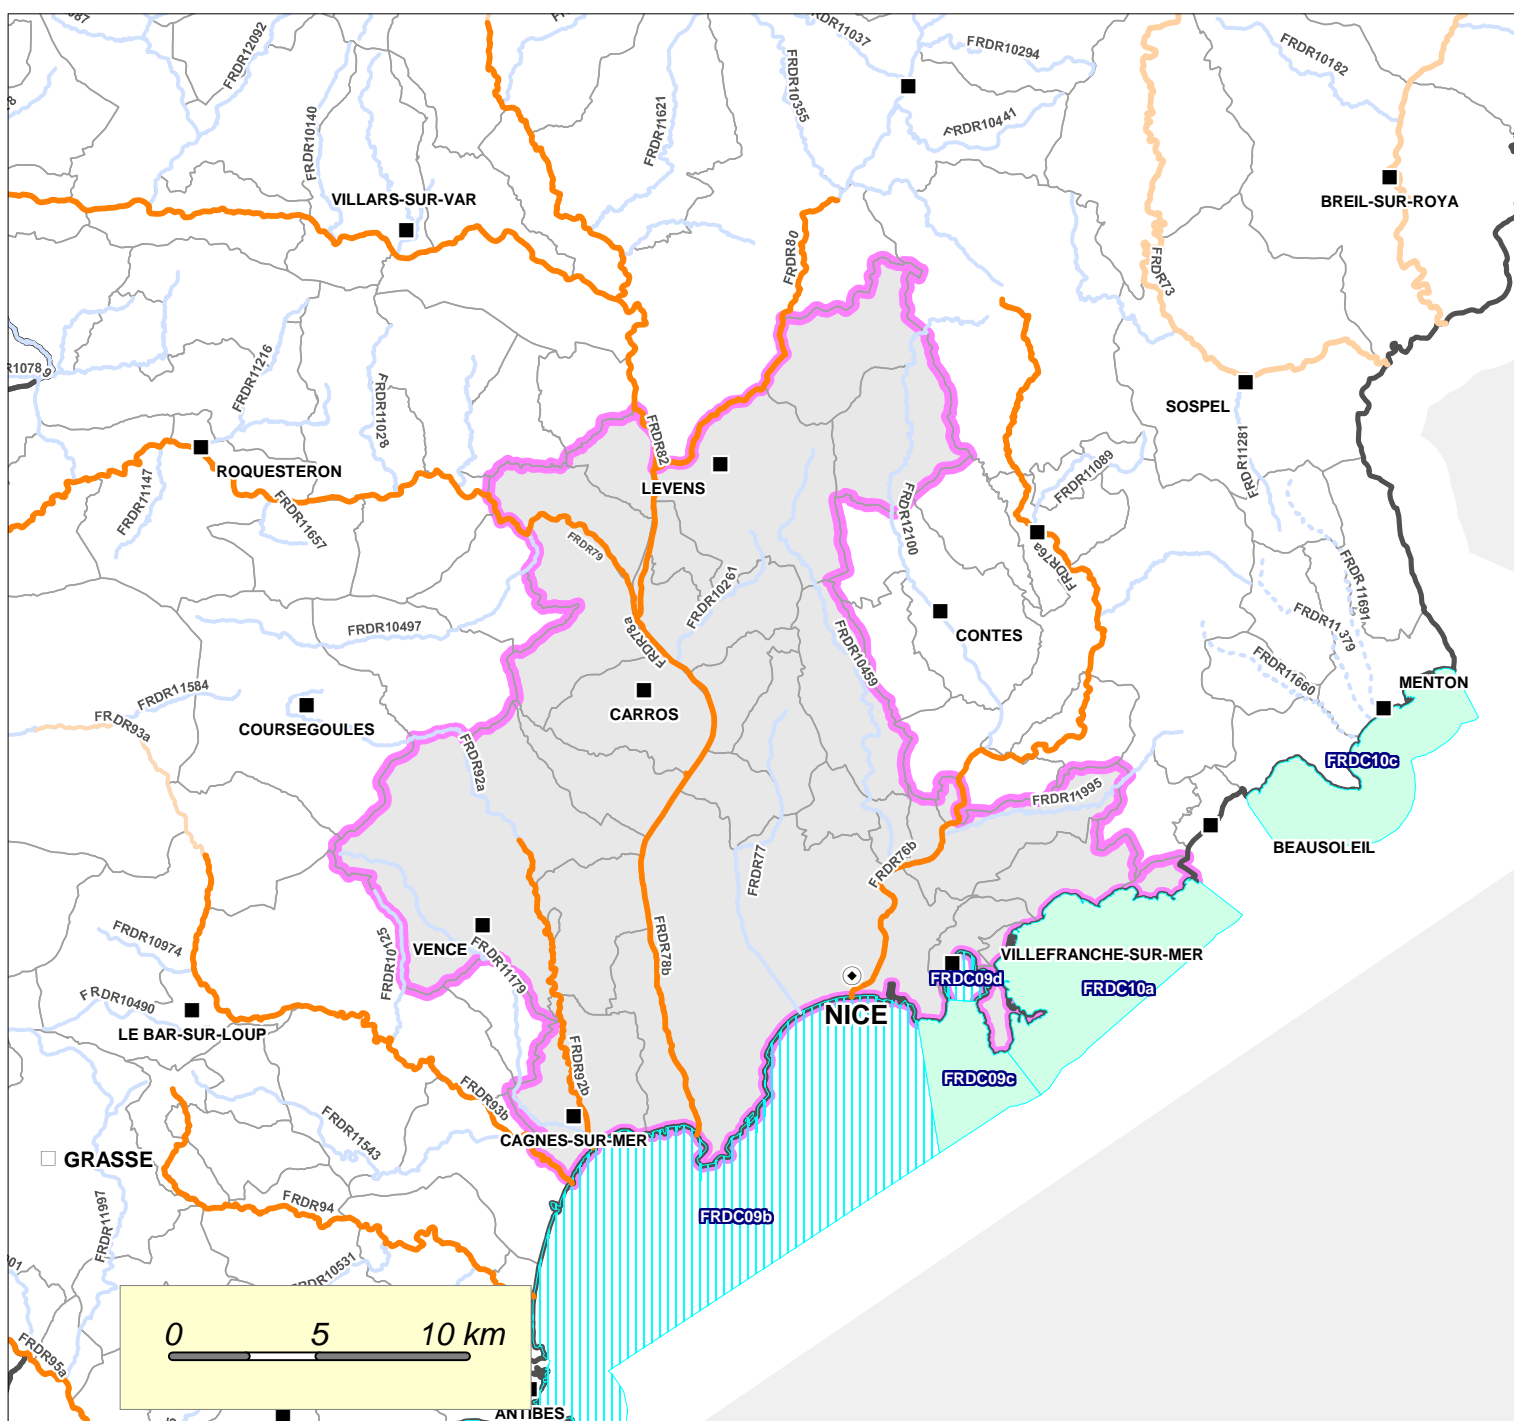 FRDR12092
FRDR11037
FRDR10294
FRDR10182
FRDR10355
FRDR11621
FRDR10140
FRDR10441
VILLARS-SUR-VAR
BREIL-SUR-ROYA
FRDR80
FRDR73
FRDR11216
FRDR11028
SOSPEL
FRDR11281
FRDR82
ROQUESTERON
LEVENS
FRDR11147
FRDR11657
FRDR11089
FRDR12100
FRDR79
FRDR76a
FRDR10261
FRDR11691
FRDR10497
FRDR78a
FRDR10459
CONTES
FRDR11379
FRDR11660
MENTON
FRDR11584
FRDR93a
COURSEGOULES
CARROS
FRDR92a
FRDC10c
FRDR11995
BEAUSOLEIL
FRDR77
FRDR76b
FRDR10974
FRDR10125
VENCE
FRDR11179
FRDR78b
VILLEFRANCHE-SUR-MER
FRDC09d
FRDC10a
FRDR10490
LE BAR-SUR-LOUP
NICE
FRDR92b
FRDC09c
FRDR93b
FRDR11543
CAGNES-SUR-MER
GRASSE
FRDR11997
FRDR94
FRDC09b
FRDR10531
0 5 10 km
FRDR95a
ANTIBES